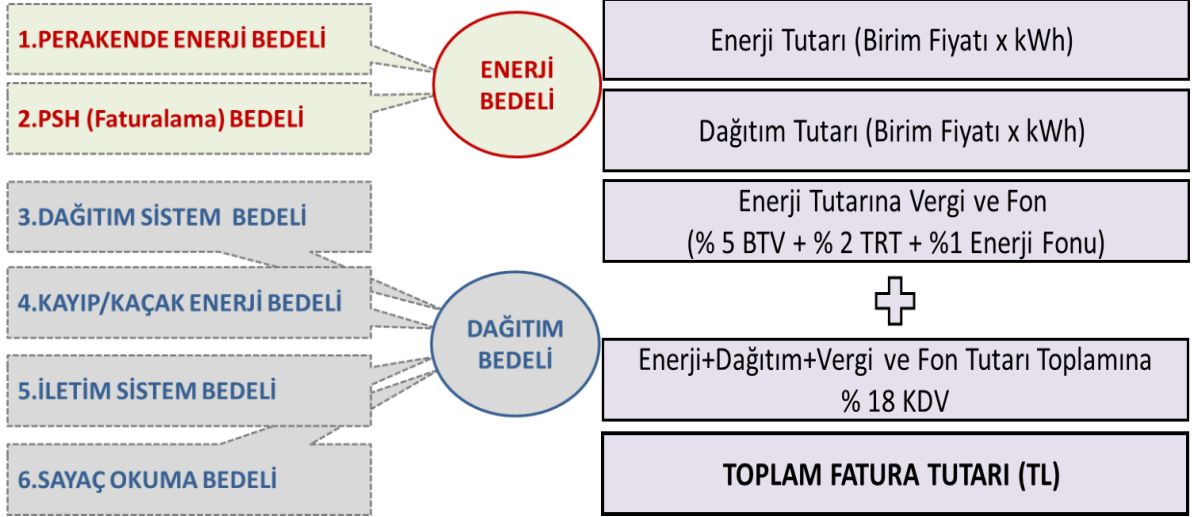 1.PERAKENDE ENERJİ BEDELİ
2.PSH (Faturalama) BEDELİ
ENERJİ
BEDELİ
3.DAĞITIM SİSTEM BEDELİ
4.KAYIP/KAÇAK ENERJİ BEDELİ
5.İLETİM SİSTEM BEDELİ
6.SAYAÇ OKUMA BEDELİ
DAĞITIM
BEDELİ
Enerji Tutarı (Birim Fiyatı x kWh)
Dağıtım Tutarı (Birim Fiyatı x kWh)
Enerji Tutarına Vergi ve Fon
(% 5 BTV + % 2 TRT + %1 Enerji Fonu)
Enerji+Dağıtım+Vergi ve Fon Tutarı Toplamına
% 18 KDV
TOPLAM FATURA TUTARI (TL)